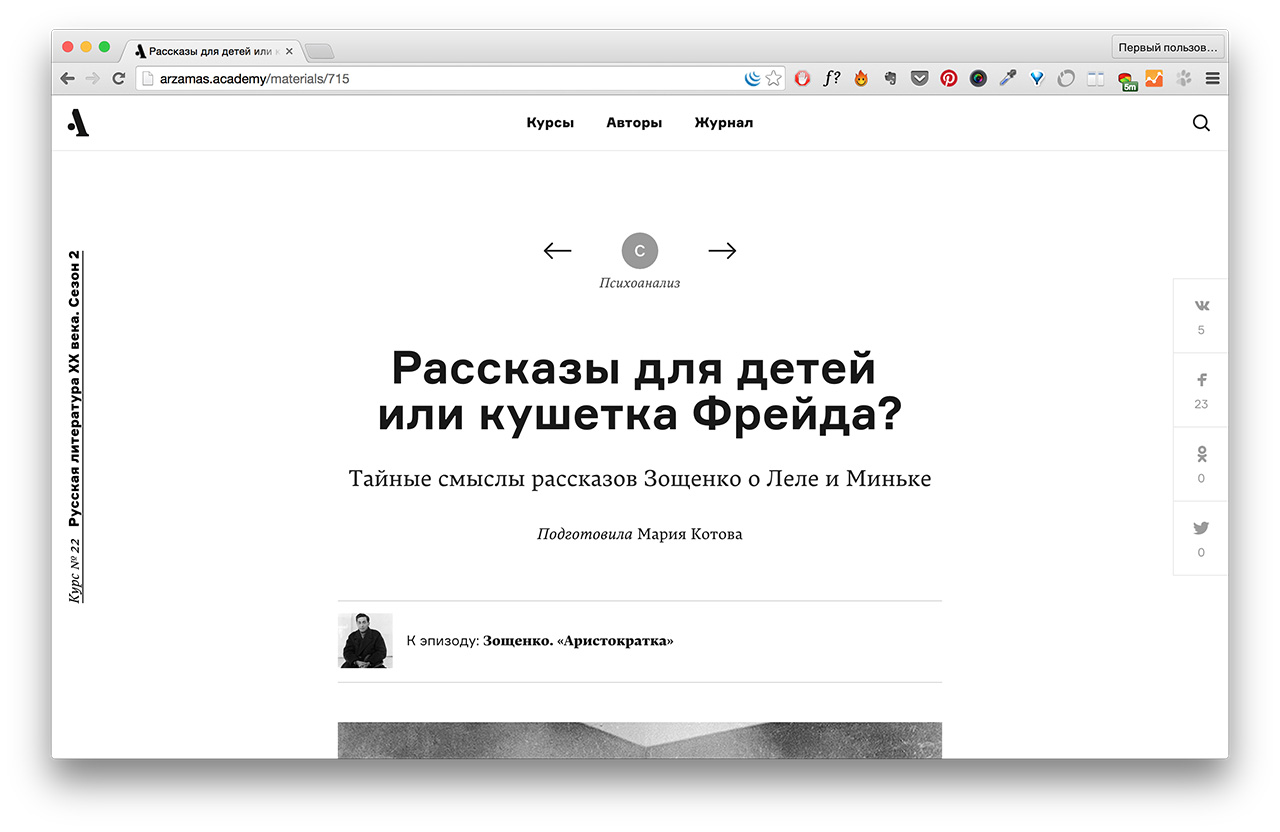 Рассказы для детей или
Первый пользов...
arzamas.academy/materials/715
f?
5m
Курсы Авторы Журнал
С
Психоанализ
Курс № 22 Русская литература XX века. Сезон 2
Рассказы для детей
или кушетка Фрейда?
Тайные смыслы рассказов Зощенко о Леле и Миньке
Подготовила Мария Котова
К эпизоду: Зощенко. «Аристократка»
5
23
0
0